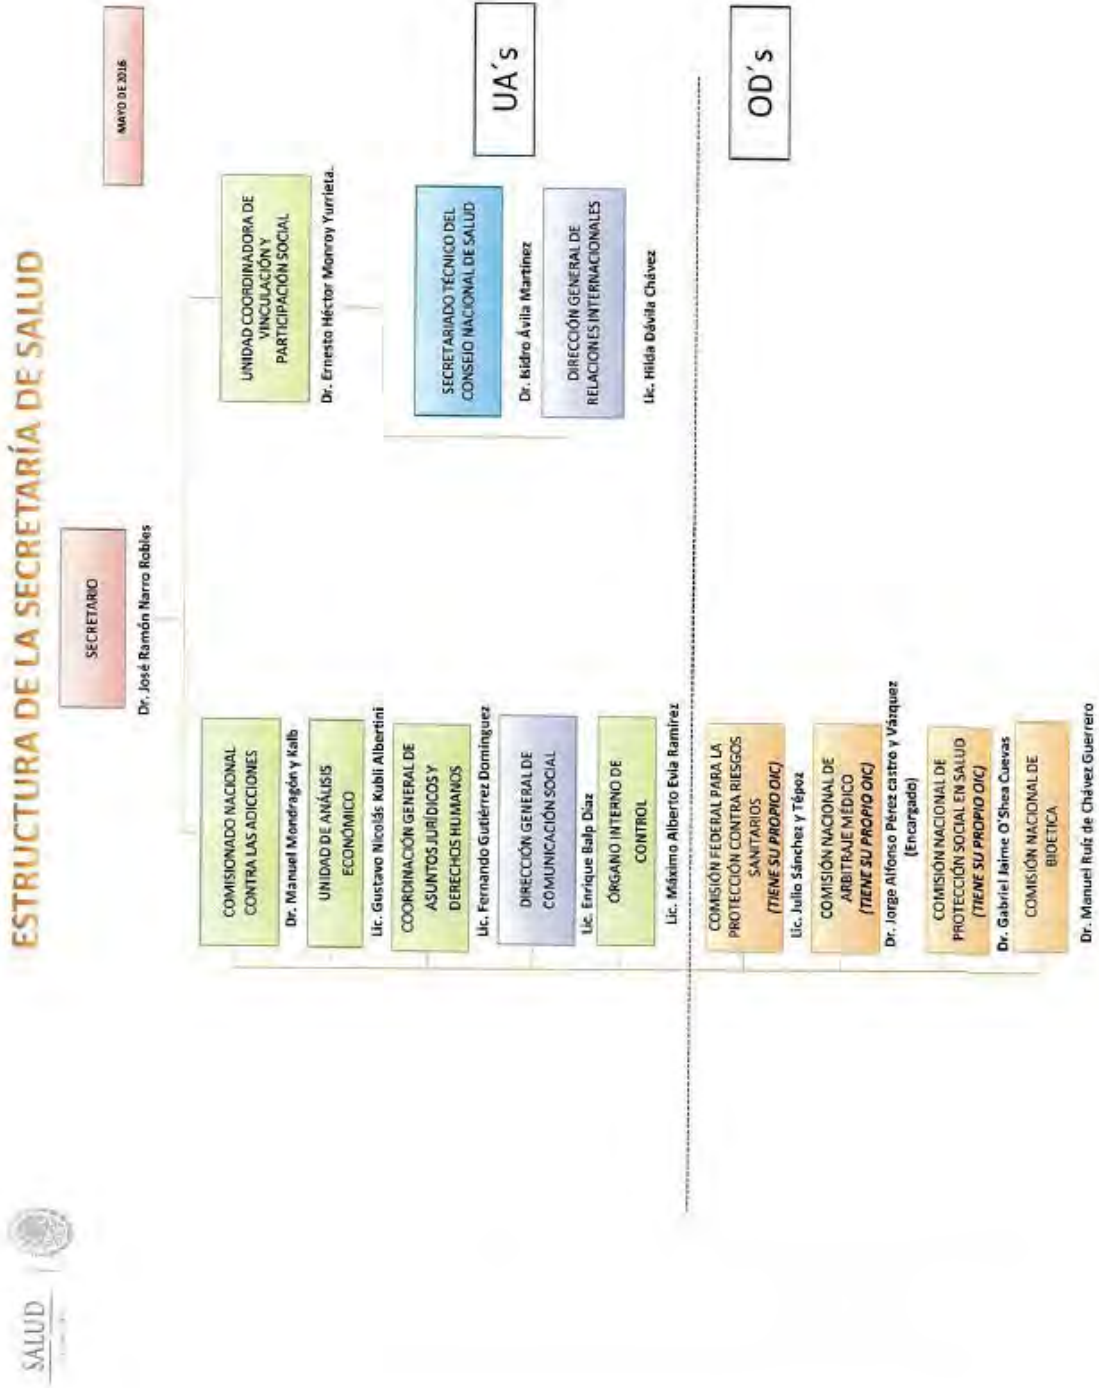 SALUD
ESTRUCTURA DE LA SECRETARÍA DE SALUD
MAYO DE 2016
SECRETARIO
Dr. José Ramón Narro Robles
COMISIONADO NACIONAL
CONTRA LAS ADICCIONES
Dr. Manuel Mondragón y Kalb
UNIDAD DE ANÁLISIS
ECONÓMICO
Lic. Gustavo Nicolás Kubli Albertini
COORDINACIÓN GENERAL DE
ASUNTOS JURÍDICOS Y
DERECHOS HUMANOS
Lic. Fernando Gutiérrez Domínguez
DIRECCIÓN GENERAL DE
COMUNICACIÓN SOCIAL
Lic. Enrique Balp Díaz
ÓRGANO INTERNO DE
CONTROL
Lic. Máximo Alberto Evia Ramírez
UNIDAD COORDINADORA DE
VINCULACIÓN Y
PARTICIPACIÓN SOCIAL
Dr. Ernesto Héctor Monroy Yurrieta.
SECRETARIADO TÉCNICO DEL
CONSEJO NACIONAL DE SALUD
Dr. Isidro Ávila Martínez
DIRECCIÓN GENERAL DE
RELACIONES INTERNACIONALES
Lic. Hilda Dávila Chávez
UA´s
COMISIÓN FEDERAL PARA LA
PROTECCIÓN CONTRA RIESGOS
SANITARIOS
(TIENE SU PROPIO OIC)
Lic. Julio Sánchez y Tépoz
COMISIÓN NACIONAL DE
ARBITRAJE MÉDICO
(TIENE SU PROPIO OIC)
Dr. Jorge Alfonso Pérez castro y Vázquez
(Encargado)
COMISIÓN NACIONAL DE
PROTECCIÓN SOCIAL EN SALUD
(TIENE SU PROPIO OIC)
Dr. Gabriel Jaime O´Shea Cuevas
COMISIÓN NACIONAL DE
BIOETICA
Dr. Manuel Ruíz de Chávez Guerrero
OD´s